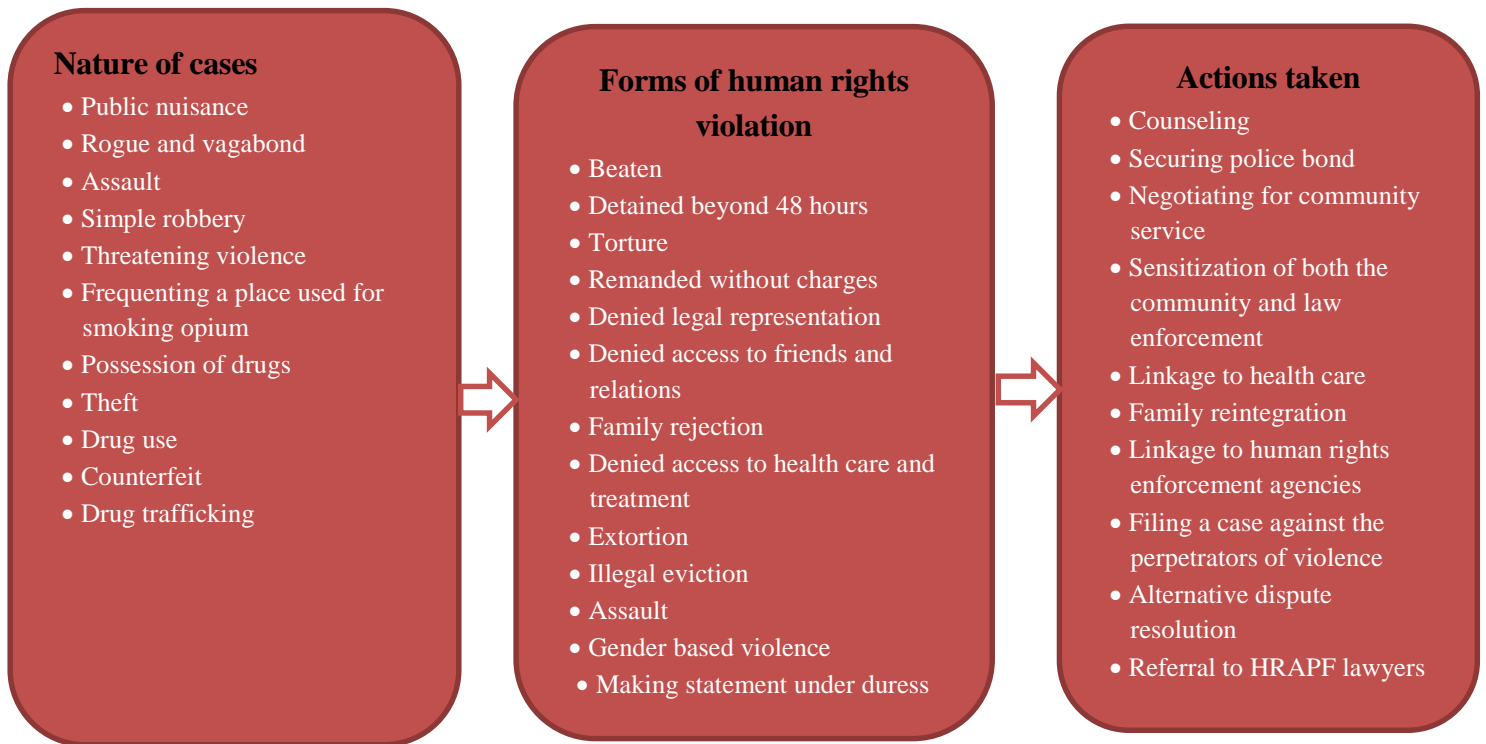 Nature of cases
• Public nuisance
• Rogue and vagabond
• Assault
• Simple robbery
• Threatening violence
• Frequenting a place used for
smoking opium
• Possession of drugs
• Theft
• Drug use
• Counterfeit
• Drug trafficking
Forms of human rights
violation
• Beaten
• Detained beyond 48 hours
• Torture
• Remanded without charges
• Denied legal representation
• Denied access to friends and
relations
• Family rejection
• Denied access to health care and
treatment
• Extortion
• Illegal eviction
• Assault
• Gender based violence
• Making statement under duress
Actions taken
• Counseling
• Securing police bond
• Negotiating for community
service
• Sensitization of both the
community and law
enforcement
• Linkage to health care
• Family reintegration
• Linkage to human rights
enforcement agencies
• Filing a case against the
perpetrators of violence
• Alternative dispute
resolution
• Referral to HRAPF lawyers